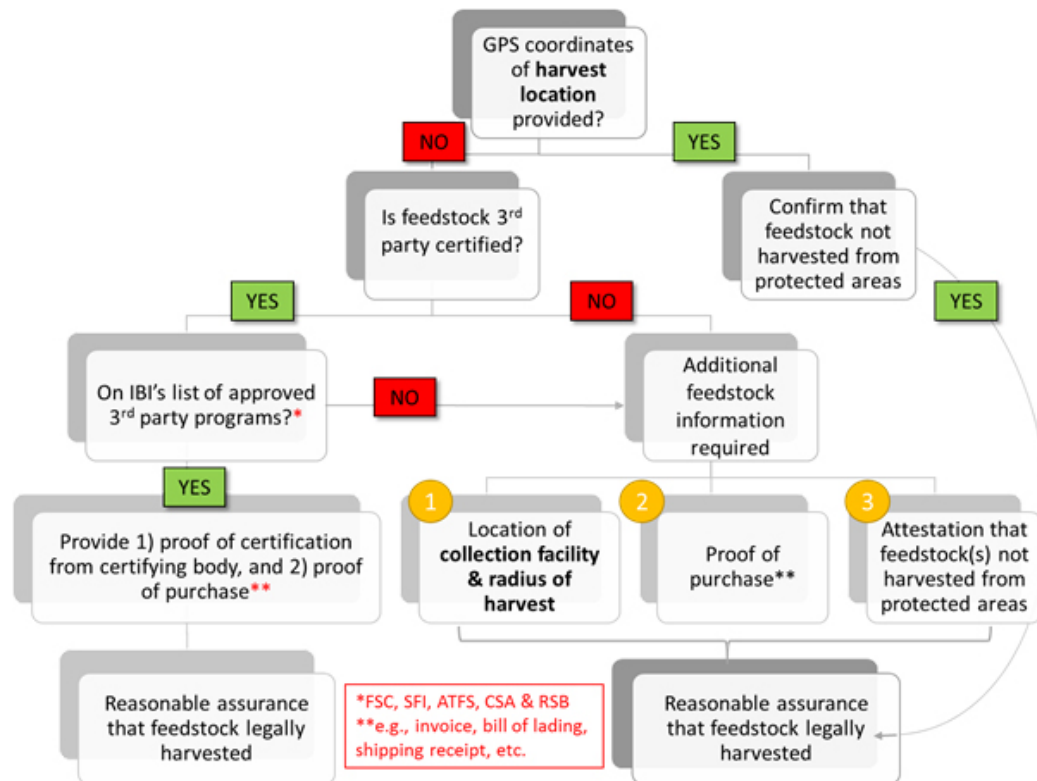 GPS coordinates
of harvest
location
provided?
NO
YES
Is feedstock 3rd
party certified?
Confirm that
feedstock not
harvested from
protected areas
YES
NO
YES
On IBI's list of approved
3rd party programs?*
NO
Additional
feedstock
information
required
YES
Provide 1) proof of certification
from certifying body, and 2) proof
of purchase**
1
Location of
collection facility
& radius of
harvest
2
Proof of
purchase**
3
Attestation that
feedstock(s) not
harvested from
protected areas
Reasonable assurance
that feedstock legally
harvested
*FSC, SFI, ATFS, CSA & RSB
**e.g., invoice, bill of lading,
shipping receipt, etc.
Reasonable assurance
that feedstock legally
harvested